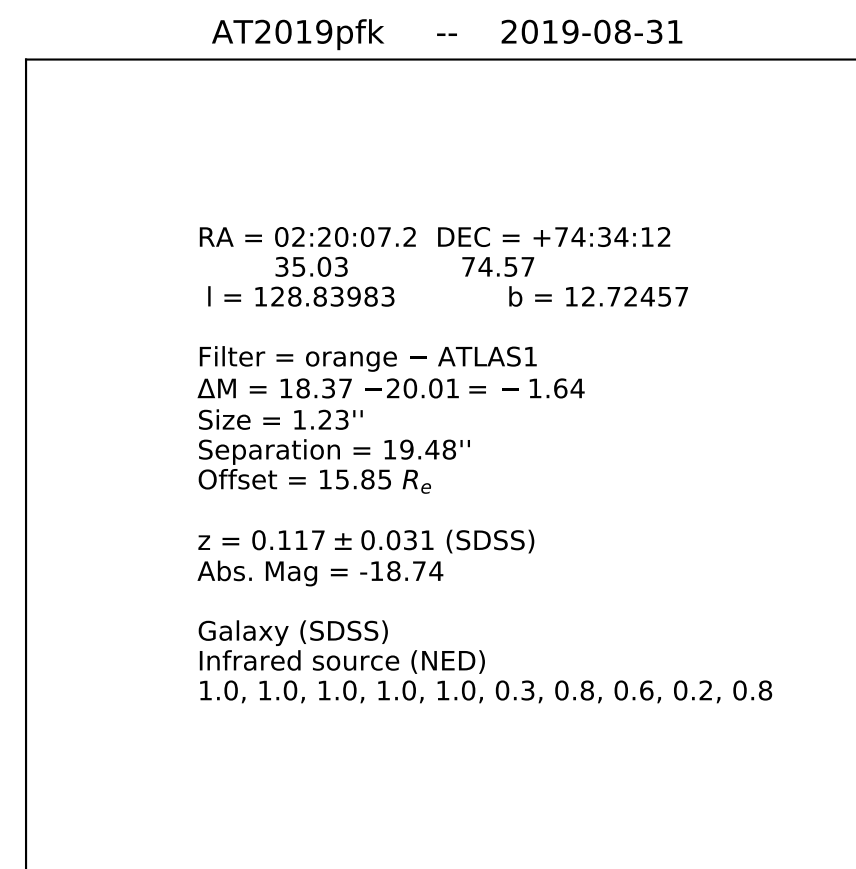 AT2019pfk -- 2019-08-31
RA = 02:20:07.2 DEC = +74:34:12
35.03 74.57
l = 128.83983 b = 12.72457
Filter = orange − ATLAS1
ΔM = 18.37 −20.01 = − 1.64
Size = 1.23''
Separation = 19.48''
Offset = 15.85 Rₑ
z = 0.117 ± 0.031 (SDSS)
Abs. Mag = -18.74
Galaxy (SDSS)
Infrared source (NED)
1.0, 1.0, 1.0, 1.0, 1.0, 0.3, 0.8, 0.6, 0.2, 0.8